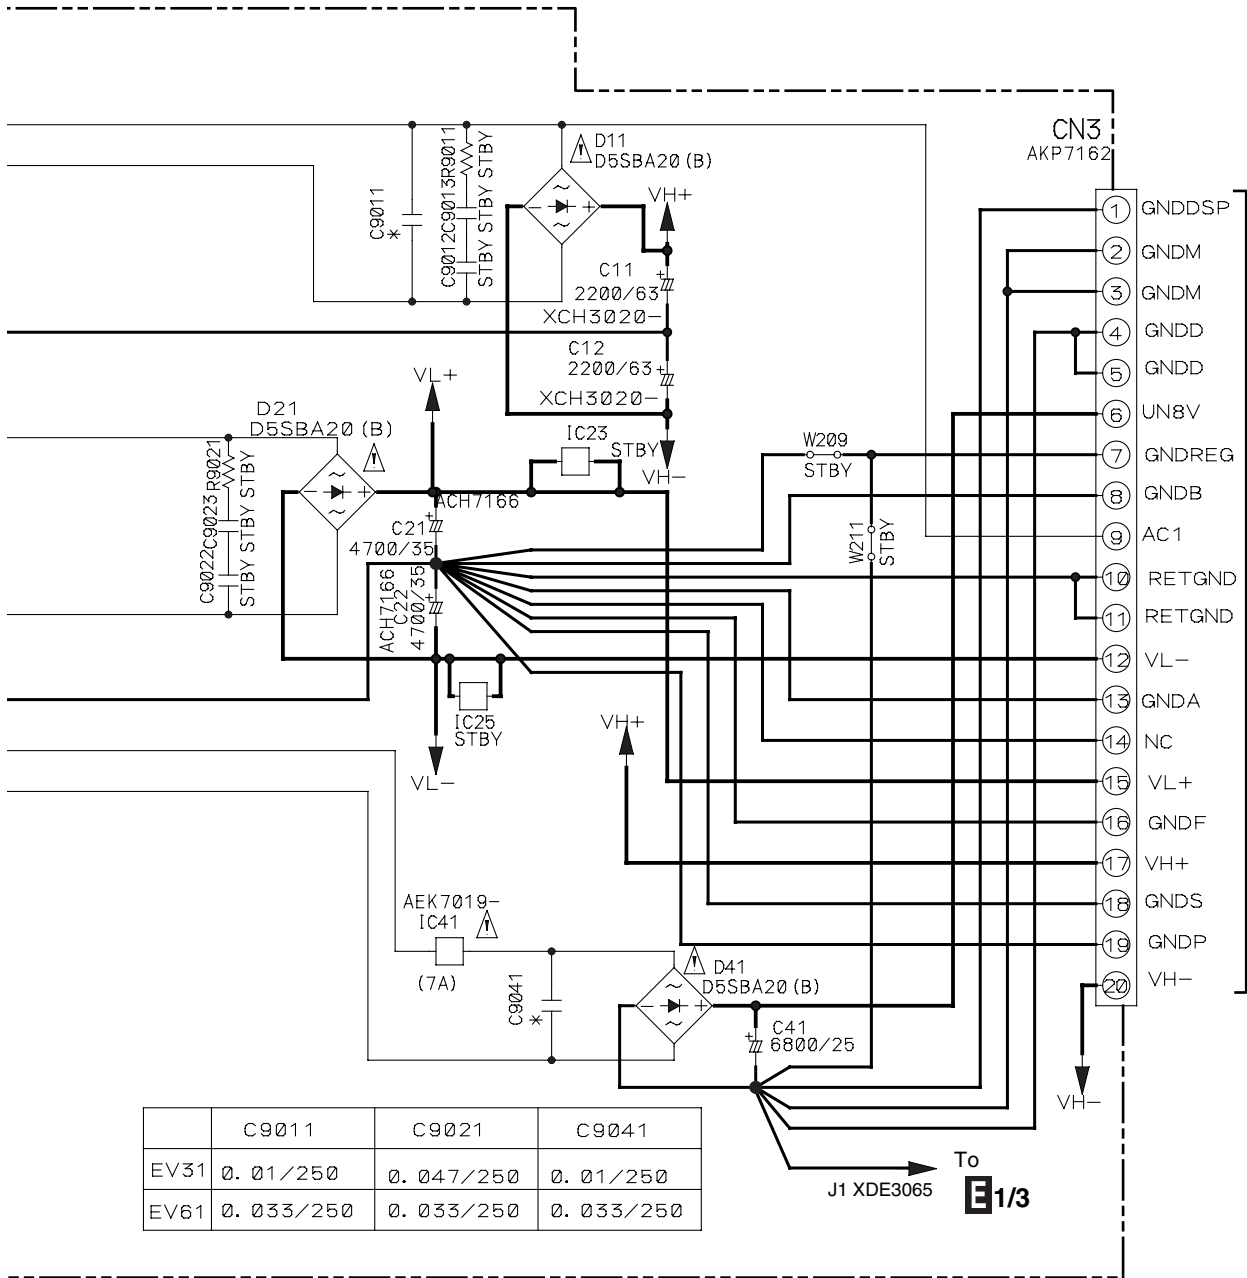 CN3
AKP7162
D11
D5SBA20 (B)
C9011
*
C9012C9013R9011
STBY STBY STBY
VH+
C11
2200/63
+
XCH3020-
C12
2200/63
+
XCH3020-
VH-
D21
D5SBA20 (B)
VL+
IC23
STBY
ACH7166
C9022C9023 R9021
STBY STBY STBY
C21
4700/35
+
ACH7166
C22
4700/35
+
IC25
STBY
VL-
W209
STBY
W211
STBY
VH+
AEK7019-
IC41
(7A)
C9041
*
D41
D5SBA20 (B)
C41
6800/25
+
VH-
1 GNDDSP
2 GNDM
3 GNDM
4 GNDD
5 GNDD
6 UN8V
7 GNDREG
8 GNDB
9 AC1
10 RETGND
11 RETGND
12 VL-
13 GNDA
14 NC
15 VL+
16 GNDF
17 VH+
18 GNDS
19 GNDP
20 VH-
C9011 C9021 C9041
EV31 0.01/250 0.047/250 0.01/250
EV61 0.033/250 0.033/250 0.033/250
J1 XDE3065
To
E 1/3